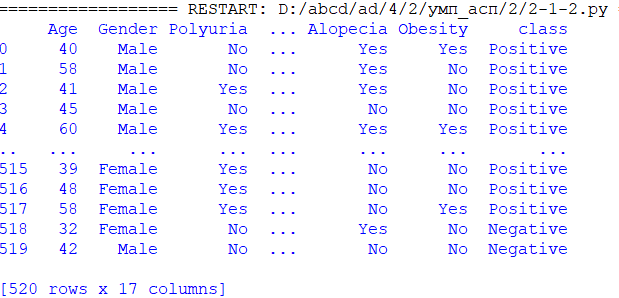 ================== RESTART: D:/abcd/ad/4/2/умп_асп/2/2-1-2.py =
     Age  Gender Polyuria  ... Alopecia Obesity     class
0     40    Male       No  ...      Yes     Yes  Positive
1     58    Male       No  ...      Yes      No  Positive
2     41    Male      Yes  ...      Yes      No  Positive
3     45    Male       No  ...       No      No  Positive
4     60    Male      Yes  ...      Yes     Yes  Positive
..   ...     ...      ...  ...      ...     ...       ...
515   39  Female      Yes  ...       No      No  Positive
516   48  Female      Yes  ...       No      No  Positive
517   58  Female      Yes  ...       No     Yes  Positive
518   32  Female       No  ...      Yes      No  Negative
519   42    Male       No  ...       No      No  Negative
[520 rows x 17 columns]